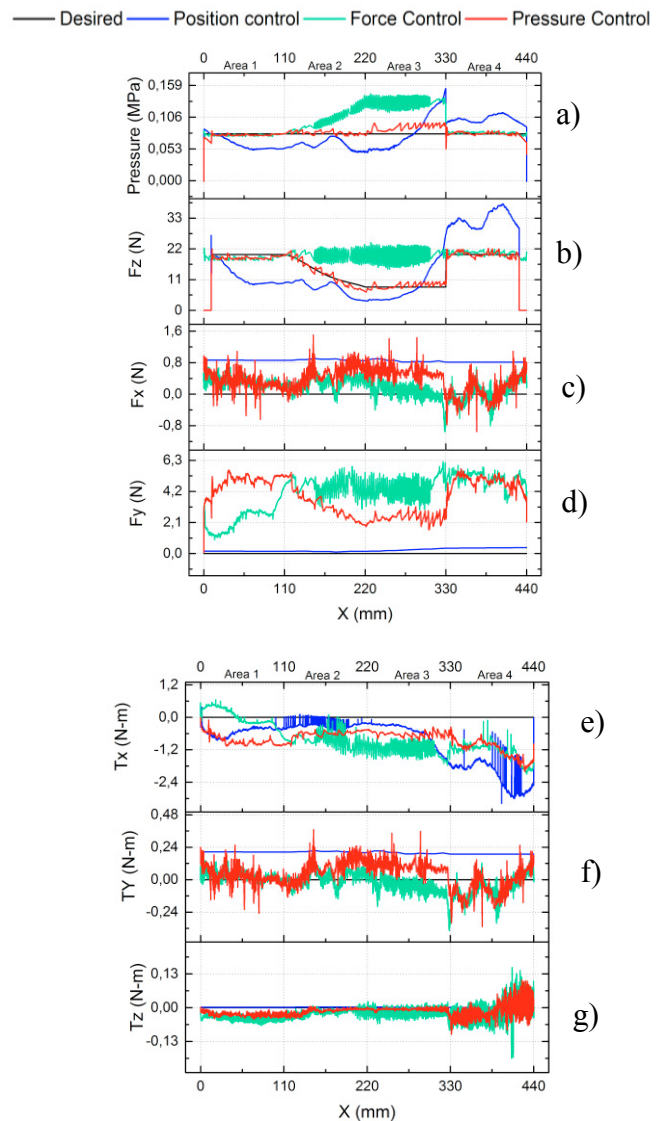 Desired Position control Force Control Pressure Control
0 110 220 330 440
Area 1 Area 2 Area 3 Area 4
Pressure (MPa)
0,159
0,106
0,053
0,000
a)
Fz (N)
33
22
11
0
b)
Fx (N)
1,6
0,8
0,0
-0,8
c)
Fy (N)
6,3
4,2
2,1
0,0
d)
0 110 220 330 440
X (mm)
0 110 220 330 440
Area 1 Area 2 Area 3 Area 4
Tx (N-m)
1,2
0,0
-1,2
-2,4
e)
TY (N-m)
0,48
0,24
0,00
-0,24
f)
Tz (N-m)
0,13
0,00
-0,13
g)
0 110 220 330 440
X (mm)